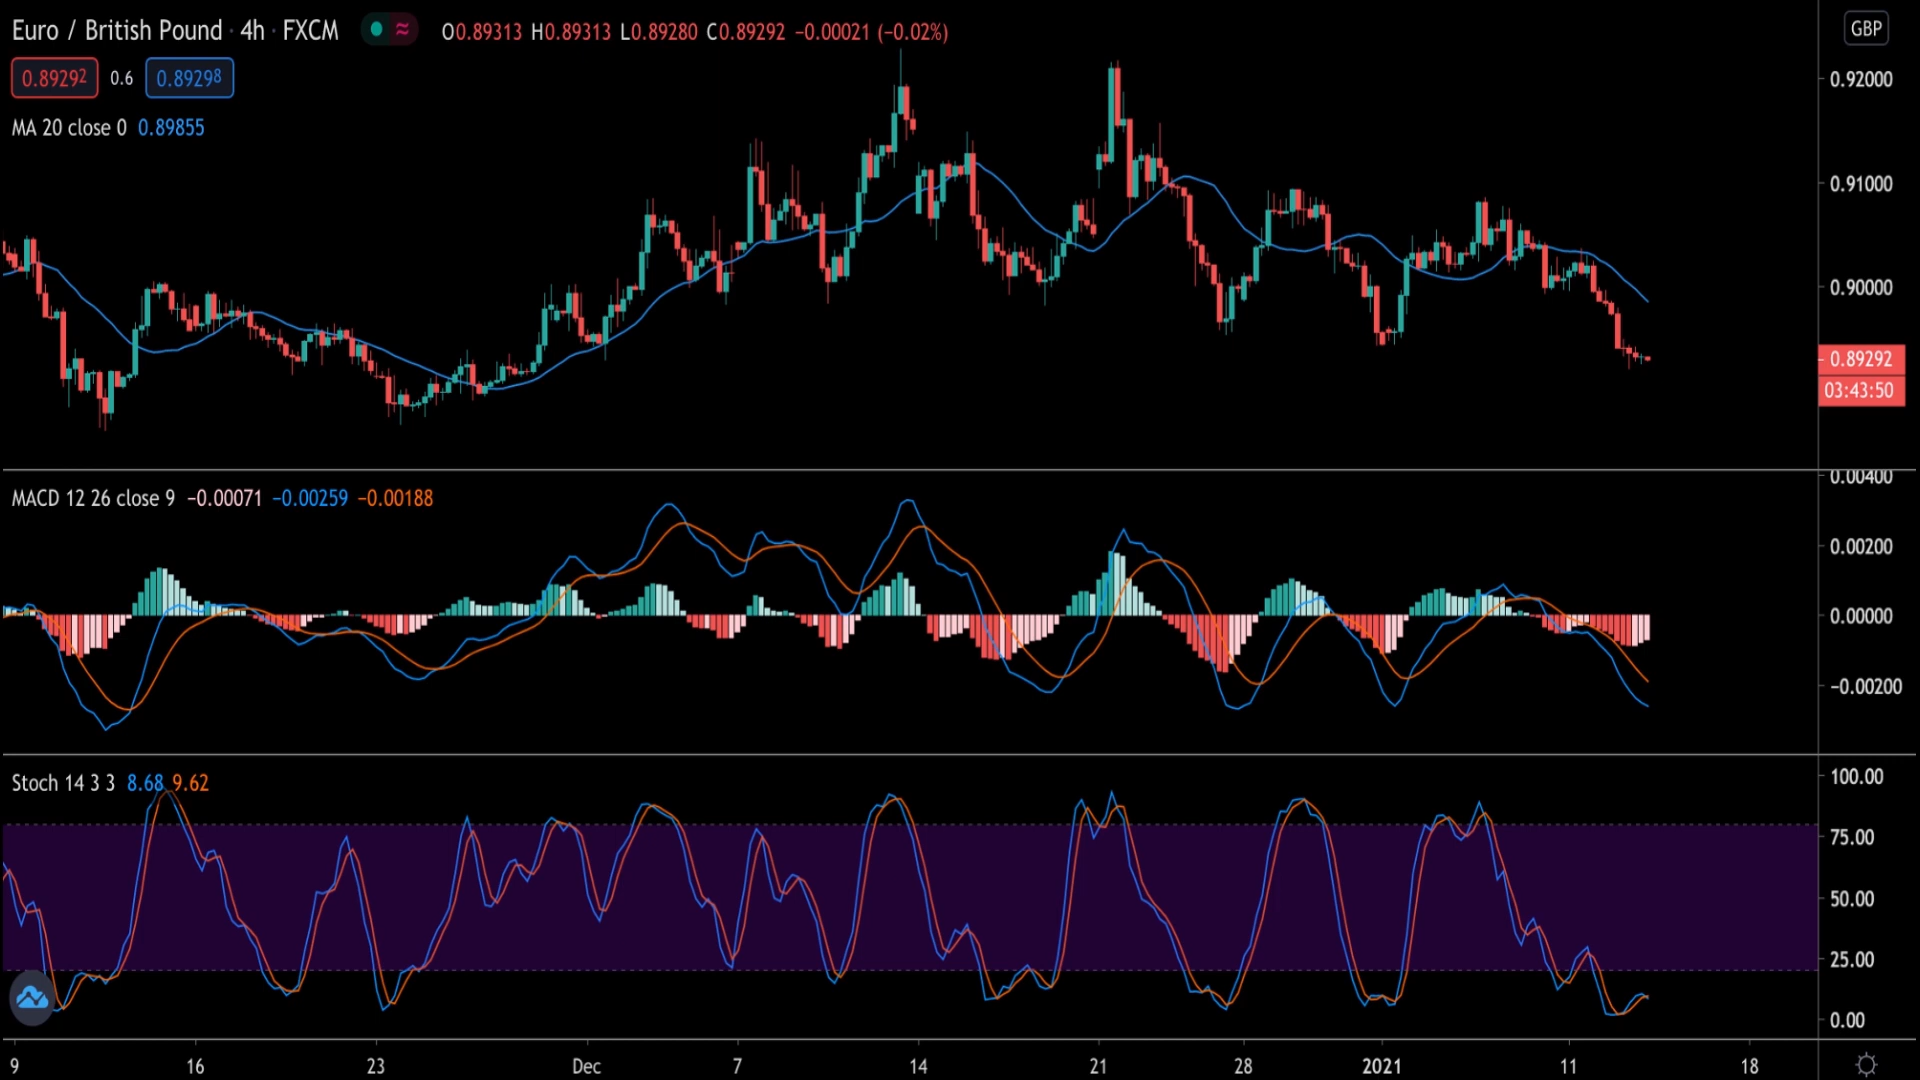 Euro / British Pound · 4h · FXCM O0.89313 H0.89313 L0.89280 C0.89292 −0.00021 (−0.02%)
GBP
0.89292 0.6 0.89298
MA 20 close 0 0.89855
0.92000
0.91000
0.90000
0.89292
03:43:50
MACD 12 26 close 9 −0.00071 −0.00259 −0.00188
0.00400
0.00200
0.00000
−0.00200
Stoch 14 3 3 8.68 9.62
100.00
75.00
50.00
25.00
0.00
9 16 23 Dec 7 14 21 28 2021 11 18